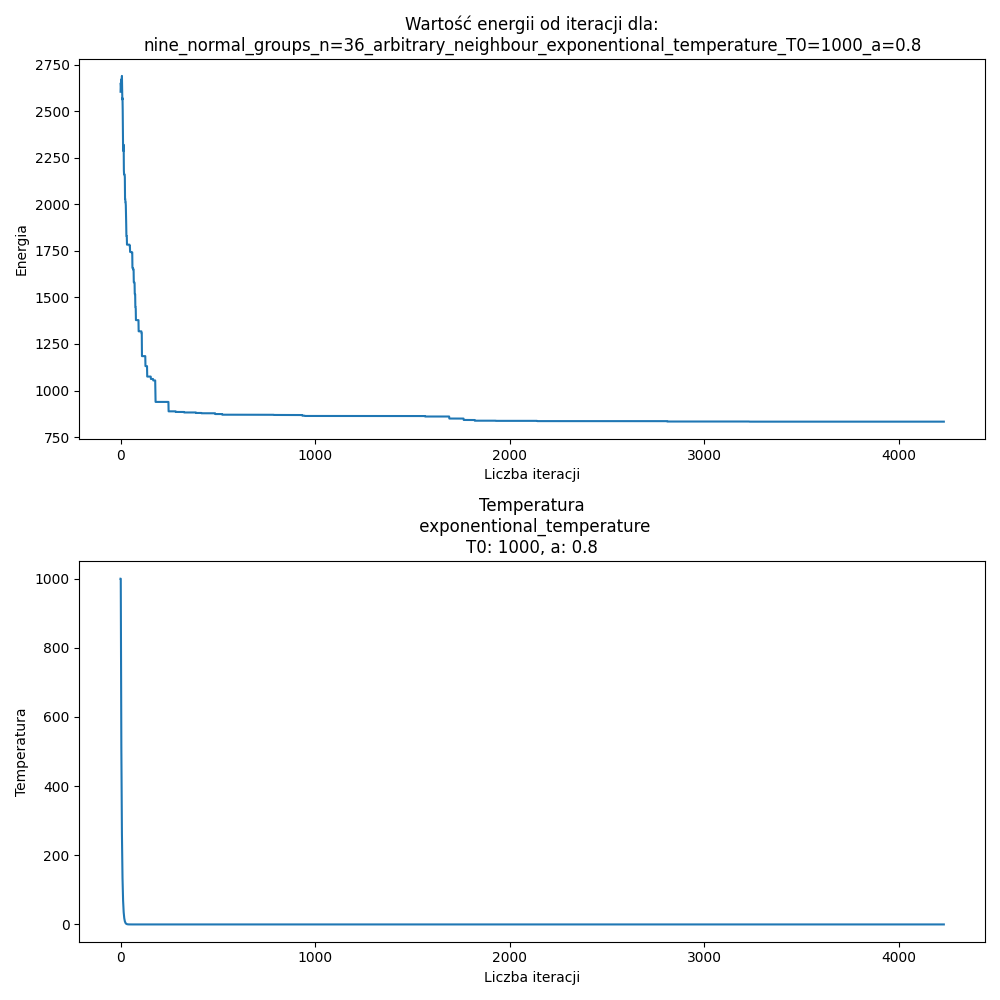 Wartość energii od iteracji dla:
nine_normal_groups_n=36_arbitrary_neighbour_exponentional_temperature_T0=1000_a=0.8
2750
2500
2250
2000
1750
1500
1250
1000
750
Energia
0 1000 2000 3000 4000
Liczba iteracji
Temperatura
exponentional_temperature
T0: 1000, a: 0.8
1000
800
600
400
200
0
Temperatura
0 1000 2000 3000 4000
Liczba iteracji